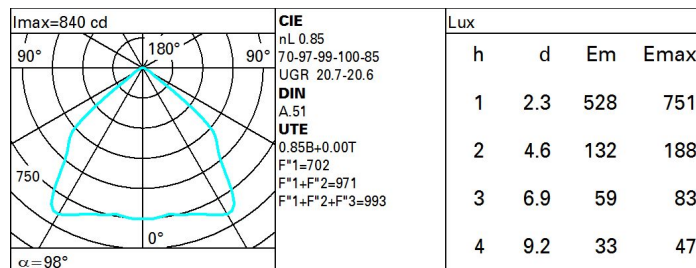 Imax=840 cd
90°
180°
90°
750
0°
α=98°
CIE
nL 0.85
70-97-99-100-85
UGR 20.7-20.6
DIN
A.51
UTE
0.85B+0.00T
F"1=702
F"1+F"2=971
F"1+F"2+F"3=993
Lux
h d Em Emax
1 2.3 528 751
2 4.6 132 188
3 6.9 59 83
4 9.2 33 47